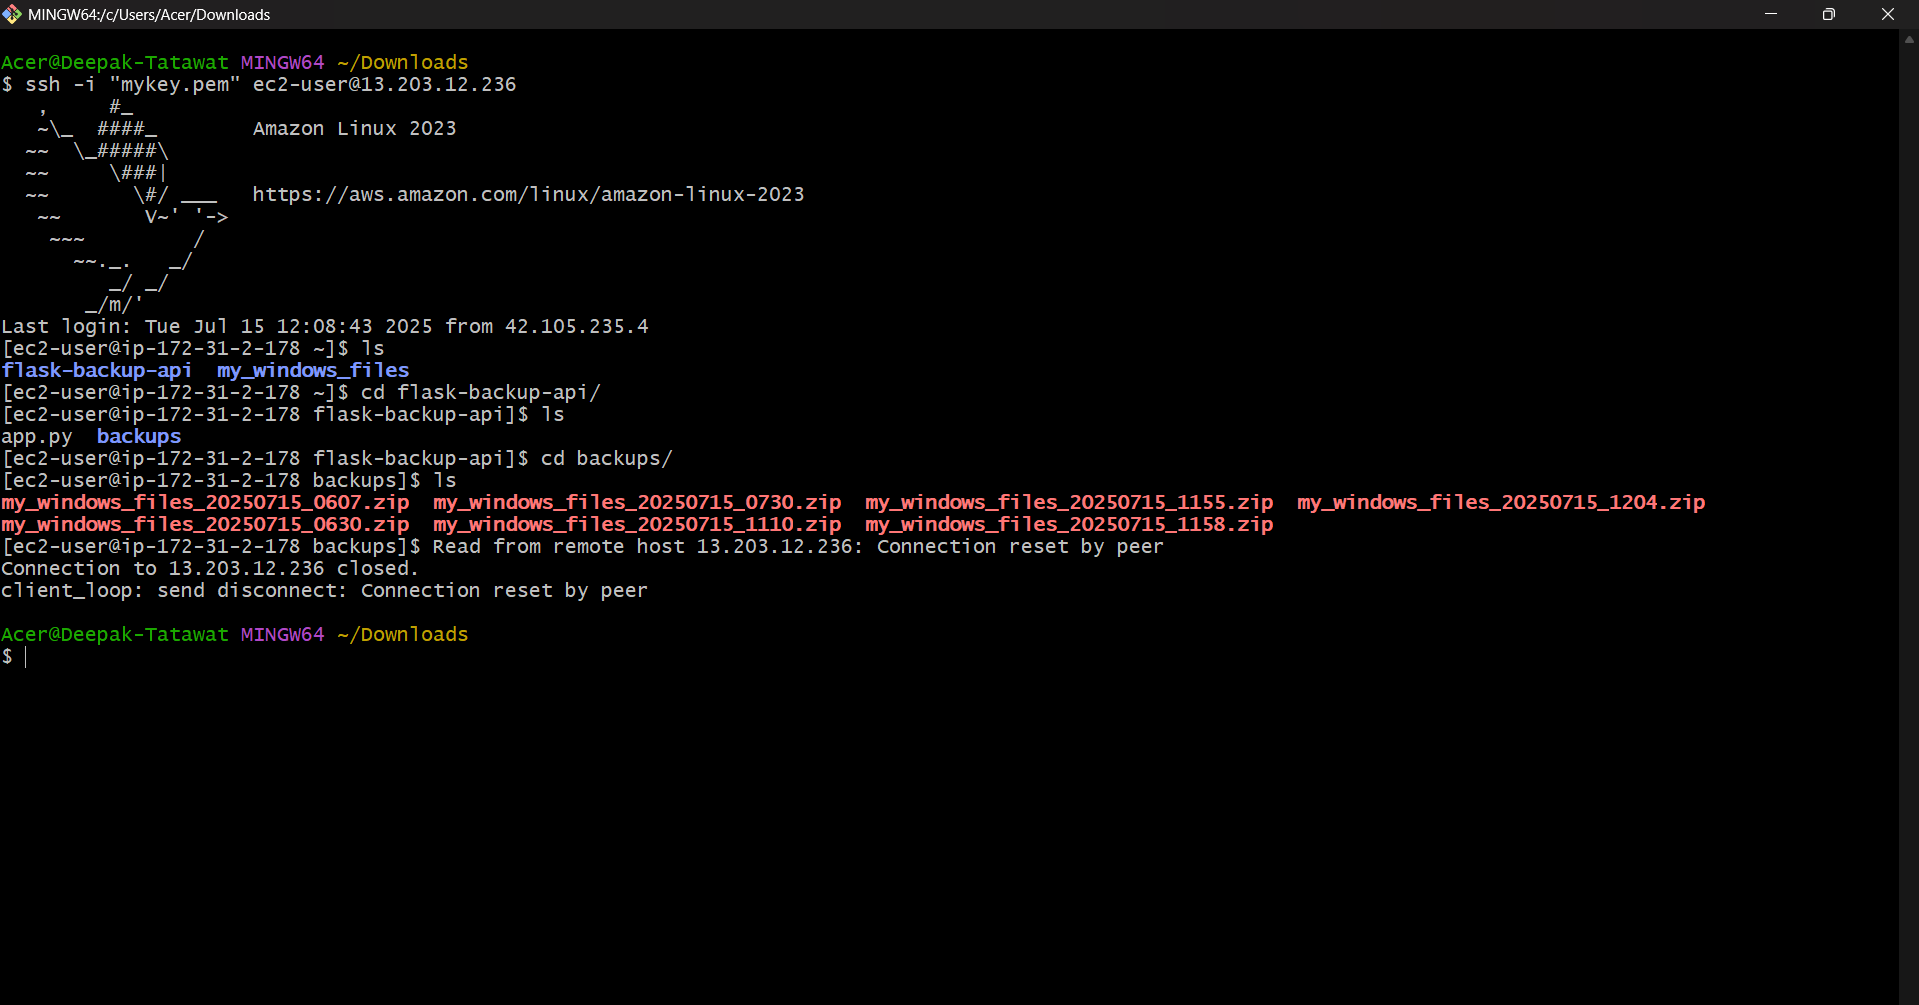 MINGW64:/c/Users/Acer/Downloads
Acer@Deepak-Tatawat MINGW64 ~/Downloads
$ ssh -i "mykey.pem" ec2-user@13.203.12.236
   ,     #_
   ~\_  ####_        Amazon Linux 2023
  ~~  \_#####\
  ~~     \###|
  ~~       \#/ ___   https://aws.amazon.com/linux/amazon-linux-2023
   ~~       V~' '->
    ~~~         /
      ~~._.   _/
         _/ _/
       _/m/'
Last login: Tue Jul 15 12:08:43 2025 from 42.105.235.4
[ec2-user@ip-172-31-2-178 ~]$ ls
flask-backup-api  my_windows_files
[ec2-user@ip-172-31-2-178 ~]$ cd flask-backup-api/
[ec2-user@ip-172-31-2-178 flask-backup-api]$ ls
app.py  backups
[ec2-user@ip-172-31-2-178 flask-backup-api]$ cd backups/
[ec2-user@ip-172-31-2-178 backups]$ ls
my_windows_files_20250715_0607.zip  my_windows_files_20250715_0730.zip  my_windows_files_20250715_1155.zip  my_windows_files_20250715_1204.zip
my_windows_files_20250715_0630.zip  my_windows_files_20250715_1110.zip  my_windows_files_20250715_1158.zip
[ec2-user@ip-172-31-2-178 backups]$ Read from remote host 13.203.12.236: Connection reset by peer
Connection to 13.203.12.236 closed.
client_loop: send disconnect: Connection reset by peer
Acer@Deepak-Tatawat MINGW64 ~/Downloads
$